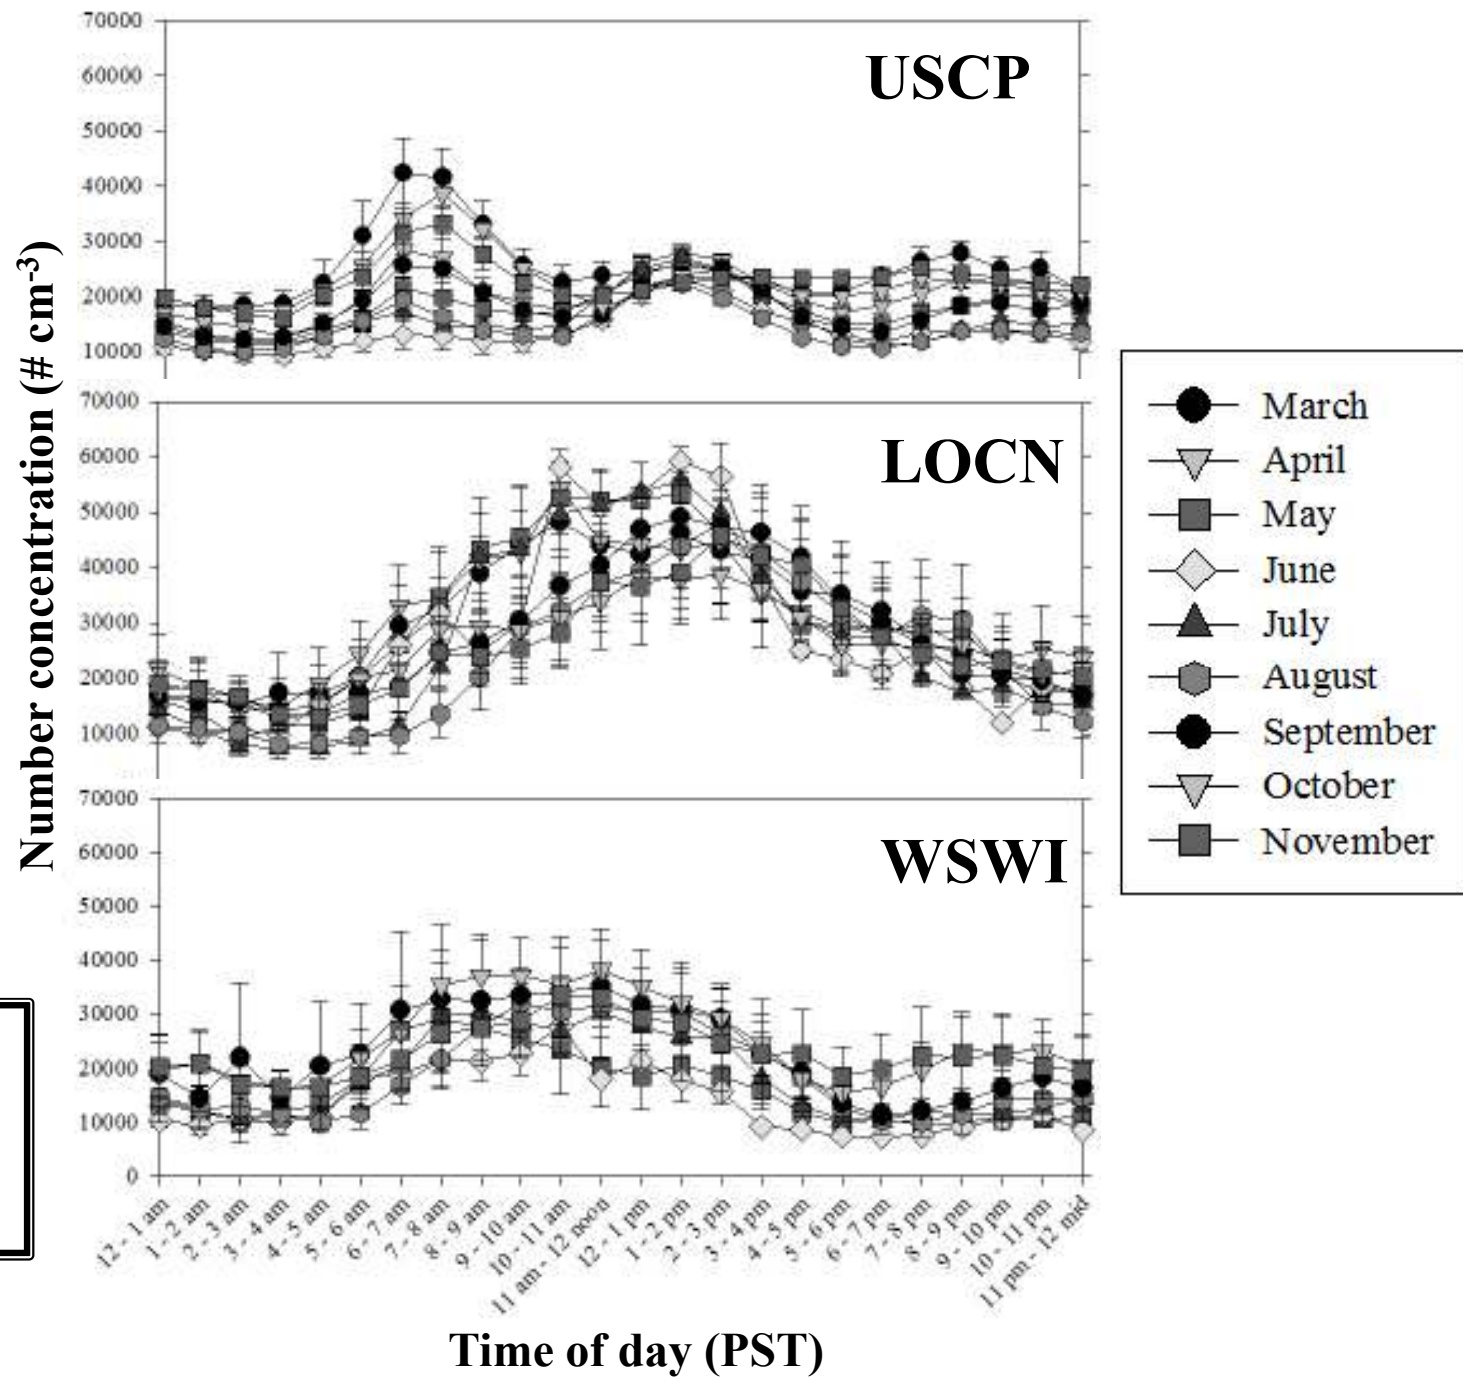 Number concentration (# cm-3)
70000
60000
50000
40000
30000
20000
10000
USCP
70000
60000
50000
40000
30000
20000
10000
LOCN
70000
60000
50000
40000
30000
20000
10000
0
WSWI
12 - 1 am
1 - 2 am
2 - 3 am
3 - 4 am
4 - 5 am
5 - 6 am
6 - 7 am
7 - 8 am
8 - 9 am
9 - 10 am
10 - 11 am
11 am - 12 noon
12 - 1 pm
1 - 2 pm
2 - 3 pm
3 - 4 pm
4 - 5 pm
5 - 6 pm
6 - 7 pm
7 - 8 pm
8 - 9 pm
9 - 10 pm
10 - 11 pm
11 pm - 12 mid
Time of day (PST)
March
April
May
June
July
August
September
October
November